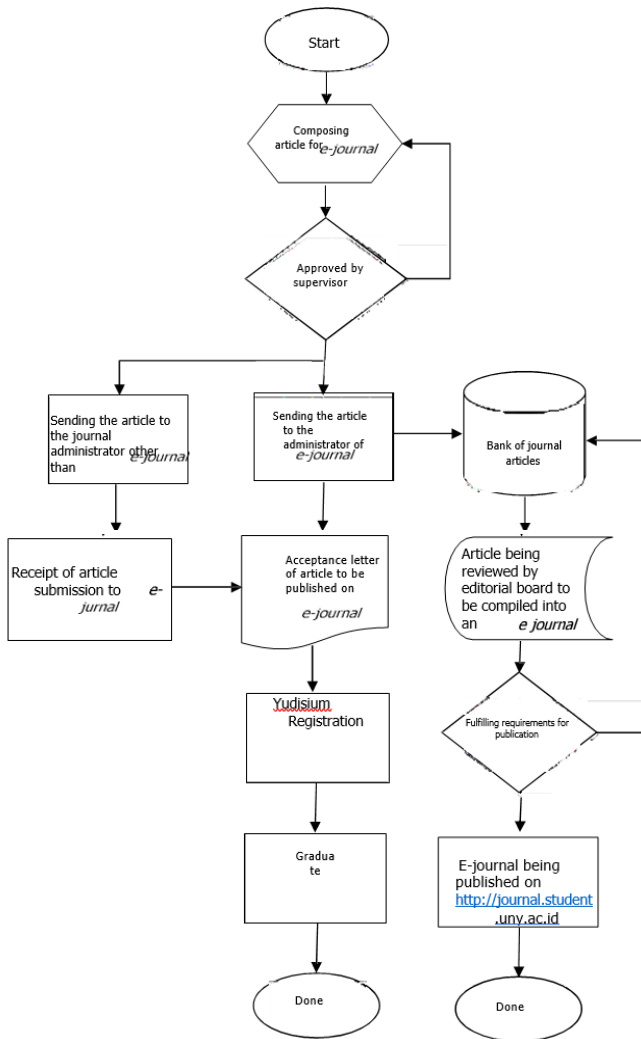 Start
Composing
article for e-journal
Approved by
supervisor
Sending the article to
the journal
administrator other
than e-journal
Sending the article
to the
administrator of
e-journal
Bank of journal
articles
Receipt of article
submission to e-
jurnal
Acceptance letter
of article to be
published on
e-journal
Article being
reviewed by
editorial board to
be compiled into
an e journal
Yudisium
Registration
Fulfilling requirements for
publication
Gradua
te
E-journal being
published on
http://journal.student
.uny.ac.id
Done
Done